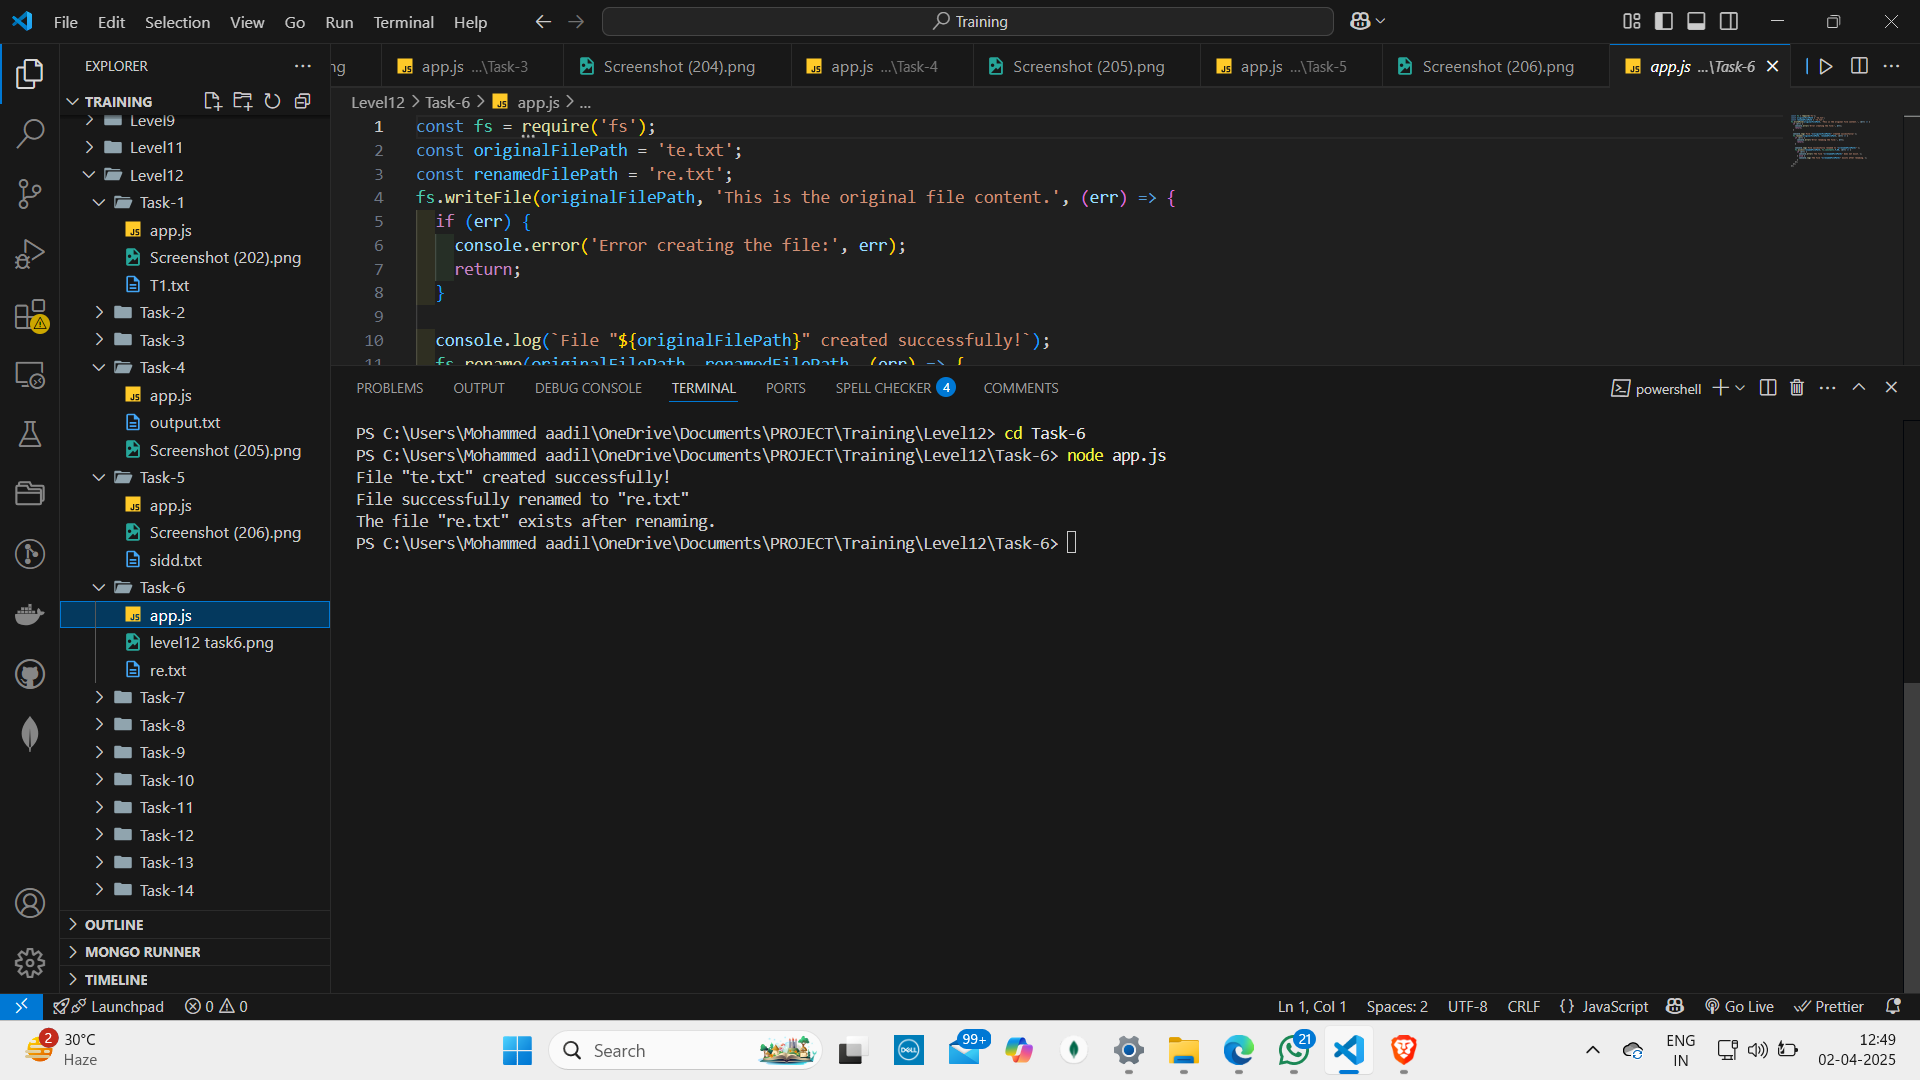 File Edit Selection View Go Run Terminal Help
Training
EXPLORER
TRAINING
Level9
Level11
Level12
Task-1
app.js
Screenshot (202).png
T1.txt
Task-2
Task-3
Task-4
app.js
output.txt
Screenshot (205).png
Task-5
app.js
Screenshot (206).png
sidd.txt
Task-6
app.js
level12 task6.png
re.txt
Task-7
Task-8
Task-9
Task-10
Task-11
Task-12
Task-13
Task-14
OUTLINE
MONGO RUNNER
TIMELINE
ng app.js ...\Task-3 Screenshot (204).png app.js ...\Task-4 Screenshot (205).png app.js ...\Task-5 Screenshot (206).png app.js ...\Task-6
Level12 > Task-6 > JS app.js > ...
1 const fs = require('fs');
2 const originalFilePath = 'te.txt';
3 const renamedFilePath = 're.txt';
4 fs.writeFile(originalFilePath, 'This is the original file content.', (err) => {
5 if (err) {
6 console.error('Error creating the file:', err);
7 return;
8 }
9
10 console.log(`File "${originalFilePath}" created successfully!`);
11 fs.rename(originalFilePath, renamedFilePath, (err) => {
PROBLEMS OUTPUT DEBUG CONSOLE TERMINAL PORTS SPELL CHECKER 4 COMMENTS
powershell
PS C:\Users\Mohammed aadil\OneDrive\Documents\PROJECT\Training\Level12> cd Task-6
PS C:\Users\Mohammed aadil\OneDrive\Documents\PROJECT\Training\Level12\Task-6> node app.js
File "te.txt" created successfully!
File successfully renamed to "re.txt"
The file "re.txt" exists after renaming.
PS C:\Users\Mohammed aadil\OneDrive\Documents\PROJECT\Training\Level12\Task-6>
Launchpad 0 0
Ln 1, Col 1 Spaces: 2 UTF-8 CRLF {} JavaScript Go Live Prettier
2
30°C
Haze
Search
DELL
99+
21
ENG
IN
12:49
02-04-2025